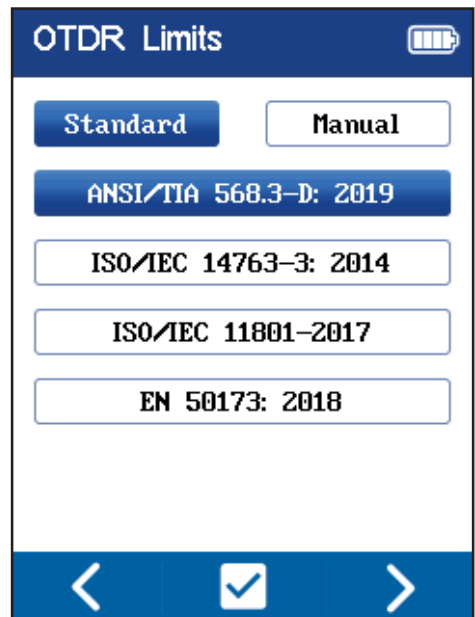 OTDR Limits
Standard Manual
ANSI/TIA 568.3-D: 2019
ISO/IEC 14763-3: 2014
ISO/IEC 11801-2017
EN 50173: 2018